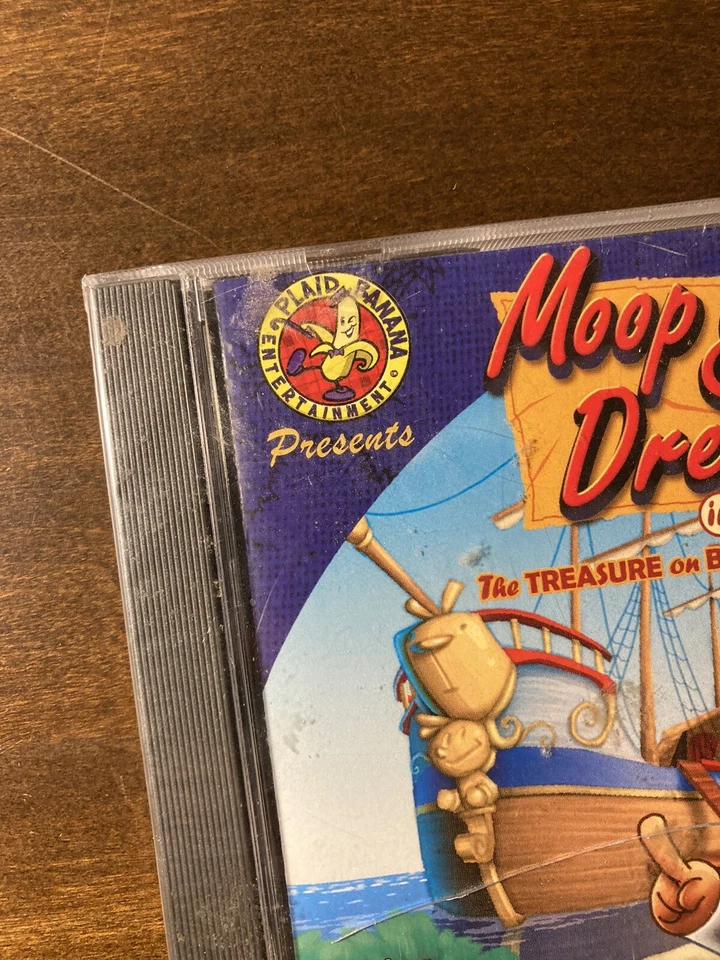 PLAID BANANA
ENTERTAINMENT ©
Presents
Moop
Dre
The TREASURE on B